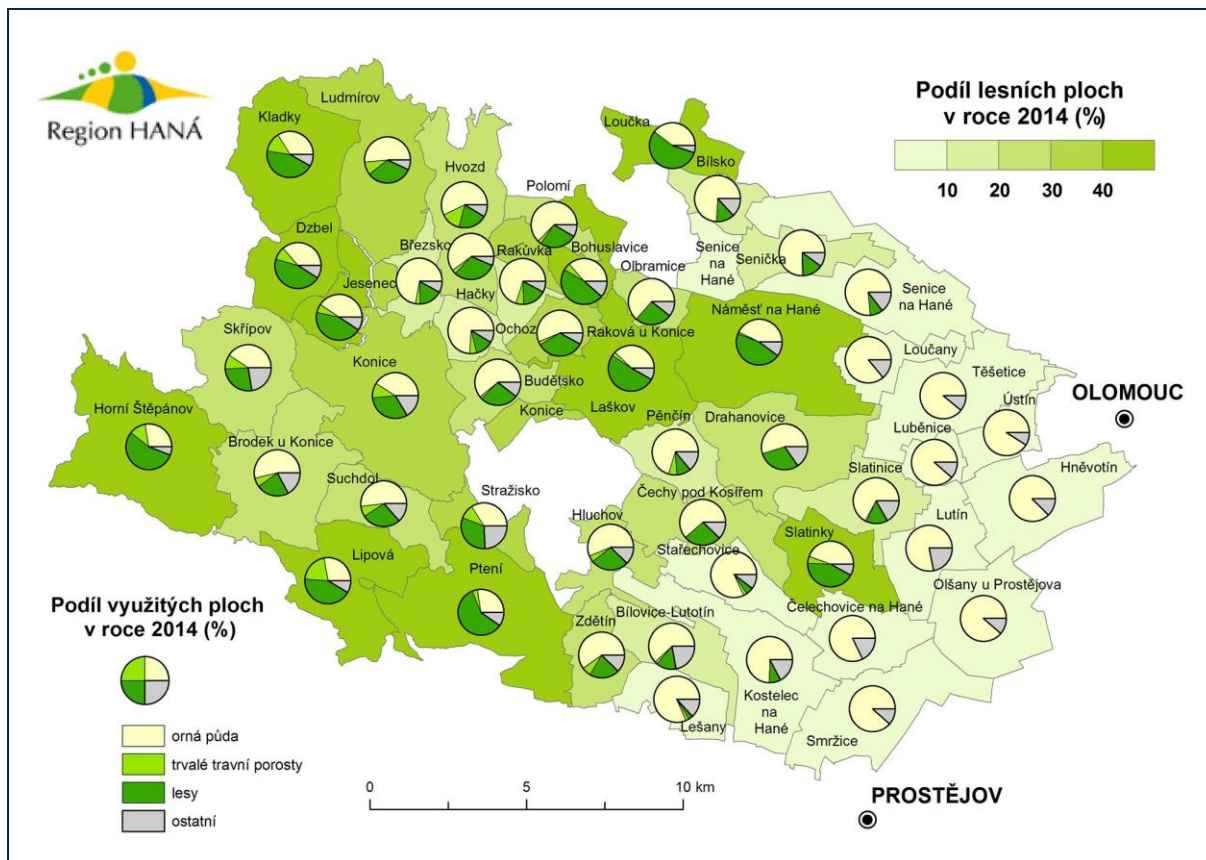 Region HANÁ
Podíl lesních ploch
v roce 2014 (%)
10 20 30 40
Ludmírov
Kladky
Loučka
Bílsko
Hvozd
Polomí
Dzbel
Březsko
Rakůvka
Bohuslavice
Senice
na
Hané
Senička
Jesenec
Olbramice
Senice
na Hané
Hačky
Skřípov
Ochoz
Raková u Konice
Náměšť na Hané
Konice
Loučany
Těšetice
Budětsko
OLOMOUC
Horní Štěpánov
Konice
Laškov
Ústín
Pěnčín
Drahanovice
Luběnice
Brodek u Konice
Slatinice
Hněvotín
Suchdol
Stražisko
Čechy pod Kosířem
Hluchov
Lutín
Lipová
Stařechovice
Slatinky
Ptení
Olšany u Prostějova
Čelechovice na Hané
Bílovice-Lutotín
Zdětín
Kostelec
na
Hané
Lešany
Smržice
PROSTĚJOV
Podíl využitých ploch
v roce 2014 (%)
orná půda
trvalé travní porosty
lesy
ostatní
0 5 10 km